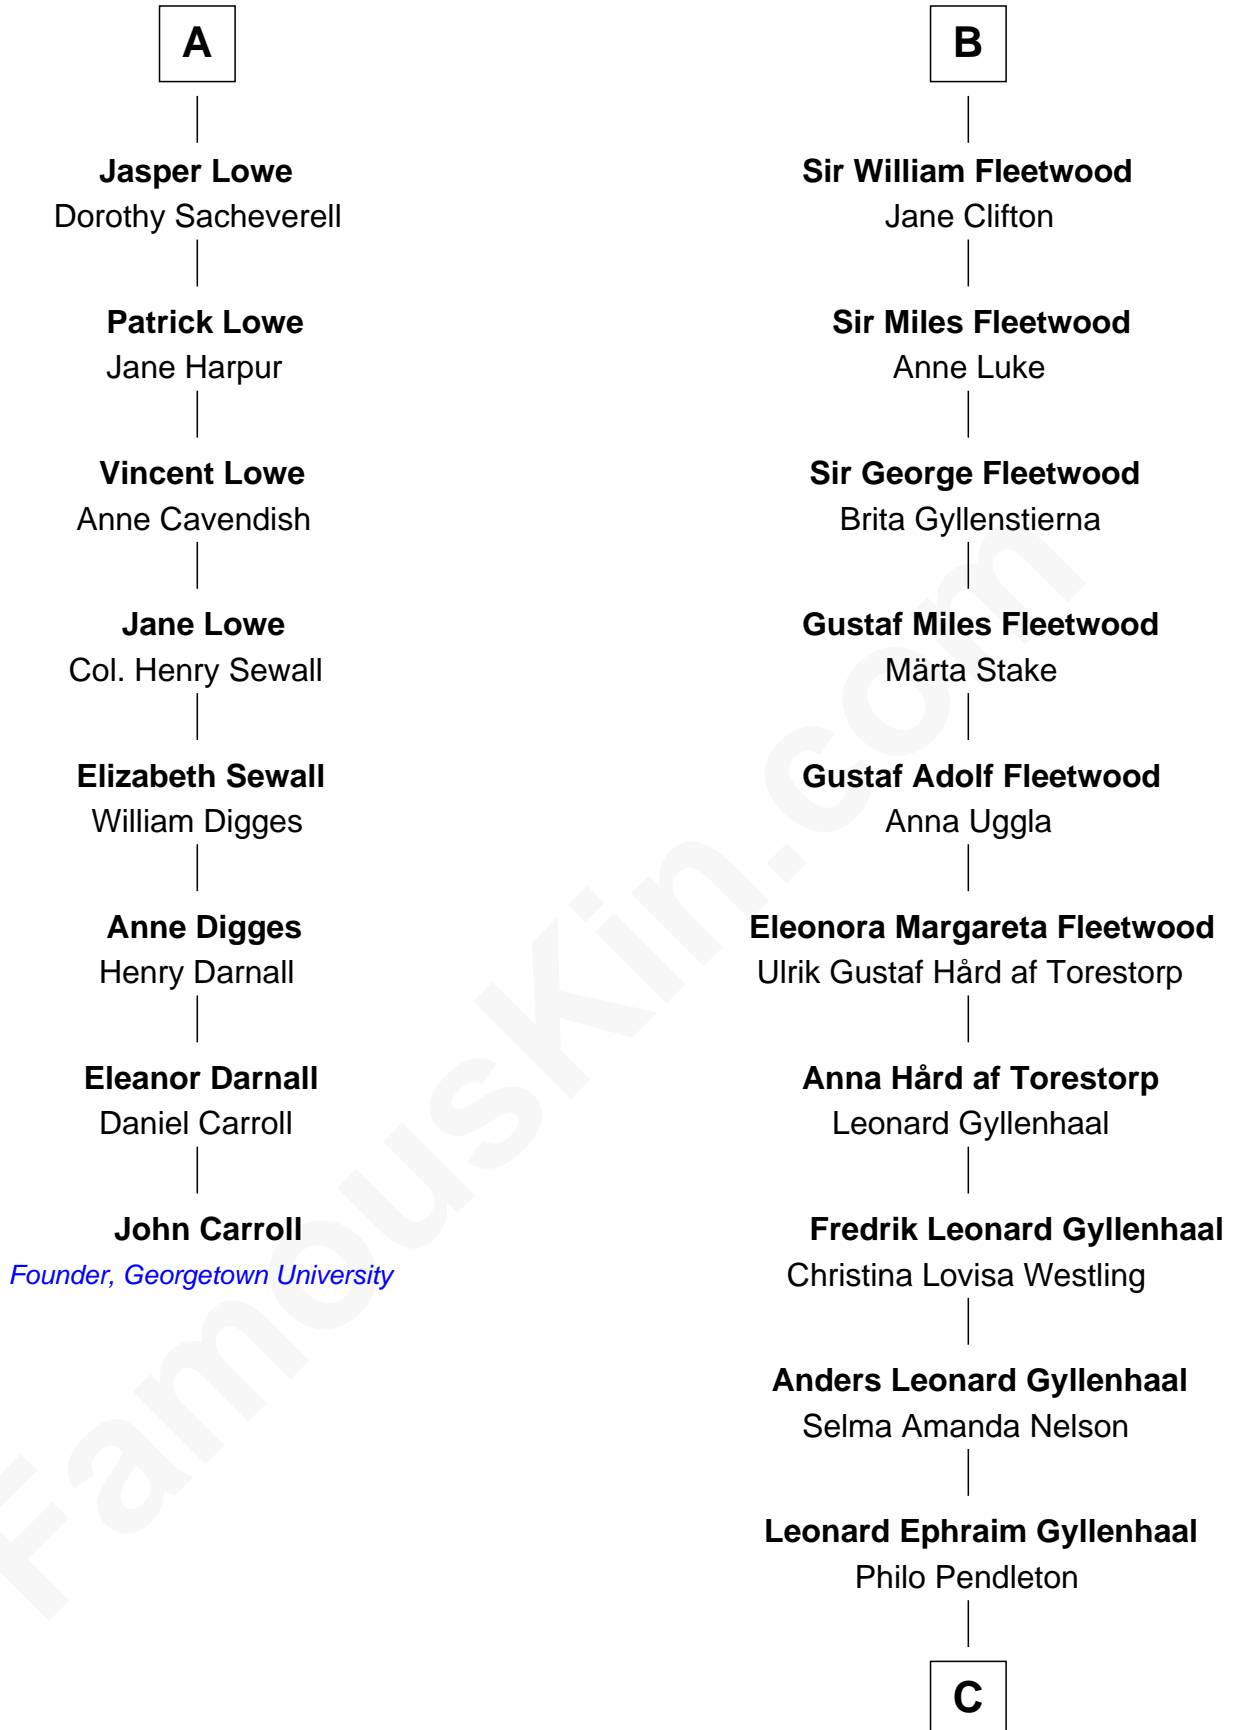 A
Jasper Lowe
Dorothy Sacheverell
Patrick Lowe
Jane Harpur
Vincent Lowe
Anne Cavendish
Jane Lowe
Col. Henry Sewall
Elizabeth Sewall
William Digges
Anne Digges
Henry Darnall
Eleanor Darnall
Daniel Carroll
John Carroll
Founder, Georgetown University
B
Sir William Fleetwood
Jane Clifton
Sir Miles Fleetwood
Anne Luke
Sir George Fleetwood
Brita Gyllenstierna
Gustaf Miles Fleetwood
Märta Stake
Gustaf Adolf Fleetwood
Anna Uggla
Eleonora Margareta Fleetwood
Ulrik Gustaf Hård af Torestorp
Anna Hård af Torestorp
Leonard Gyllenhaal
Fredrik Leonard Gyllenhaal
Christina Lovisa Westling
Anders Leonard Gyllenhaal
Selma Amanda Nelson
Leonard Ephraim Gyllenhaal
Philo Pendleton
C
FamousKin.com